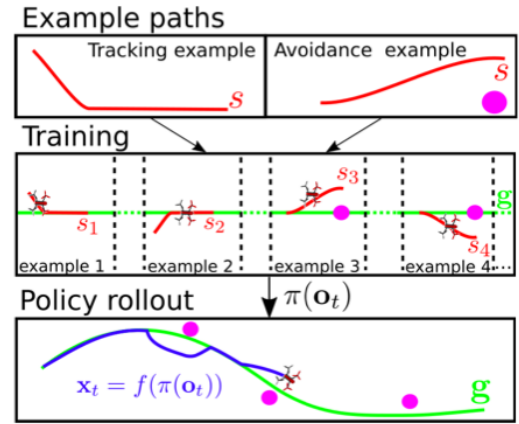 Example paths
Tracking example
Avoidance example
s
s
Training
s₁
s₂
s₃
s₄
g
example 1
example 2
example 3
example 4...
π(oₜ)
Policy rollout
xₜ = f(π(oₜ))
g